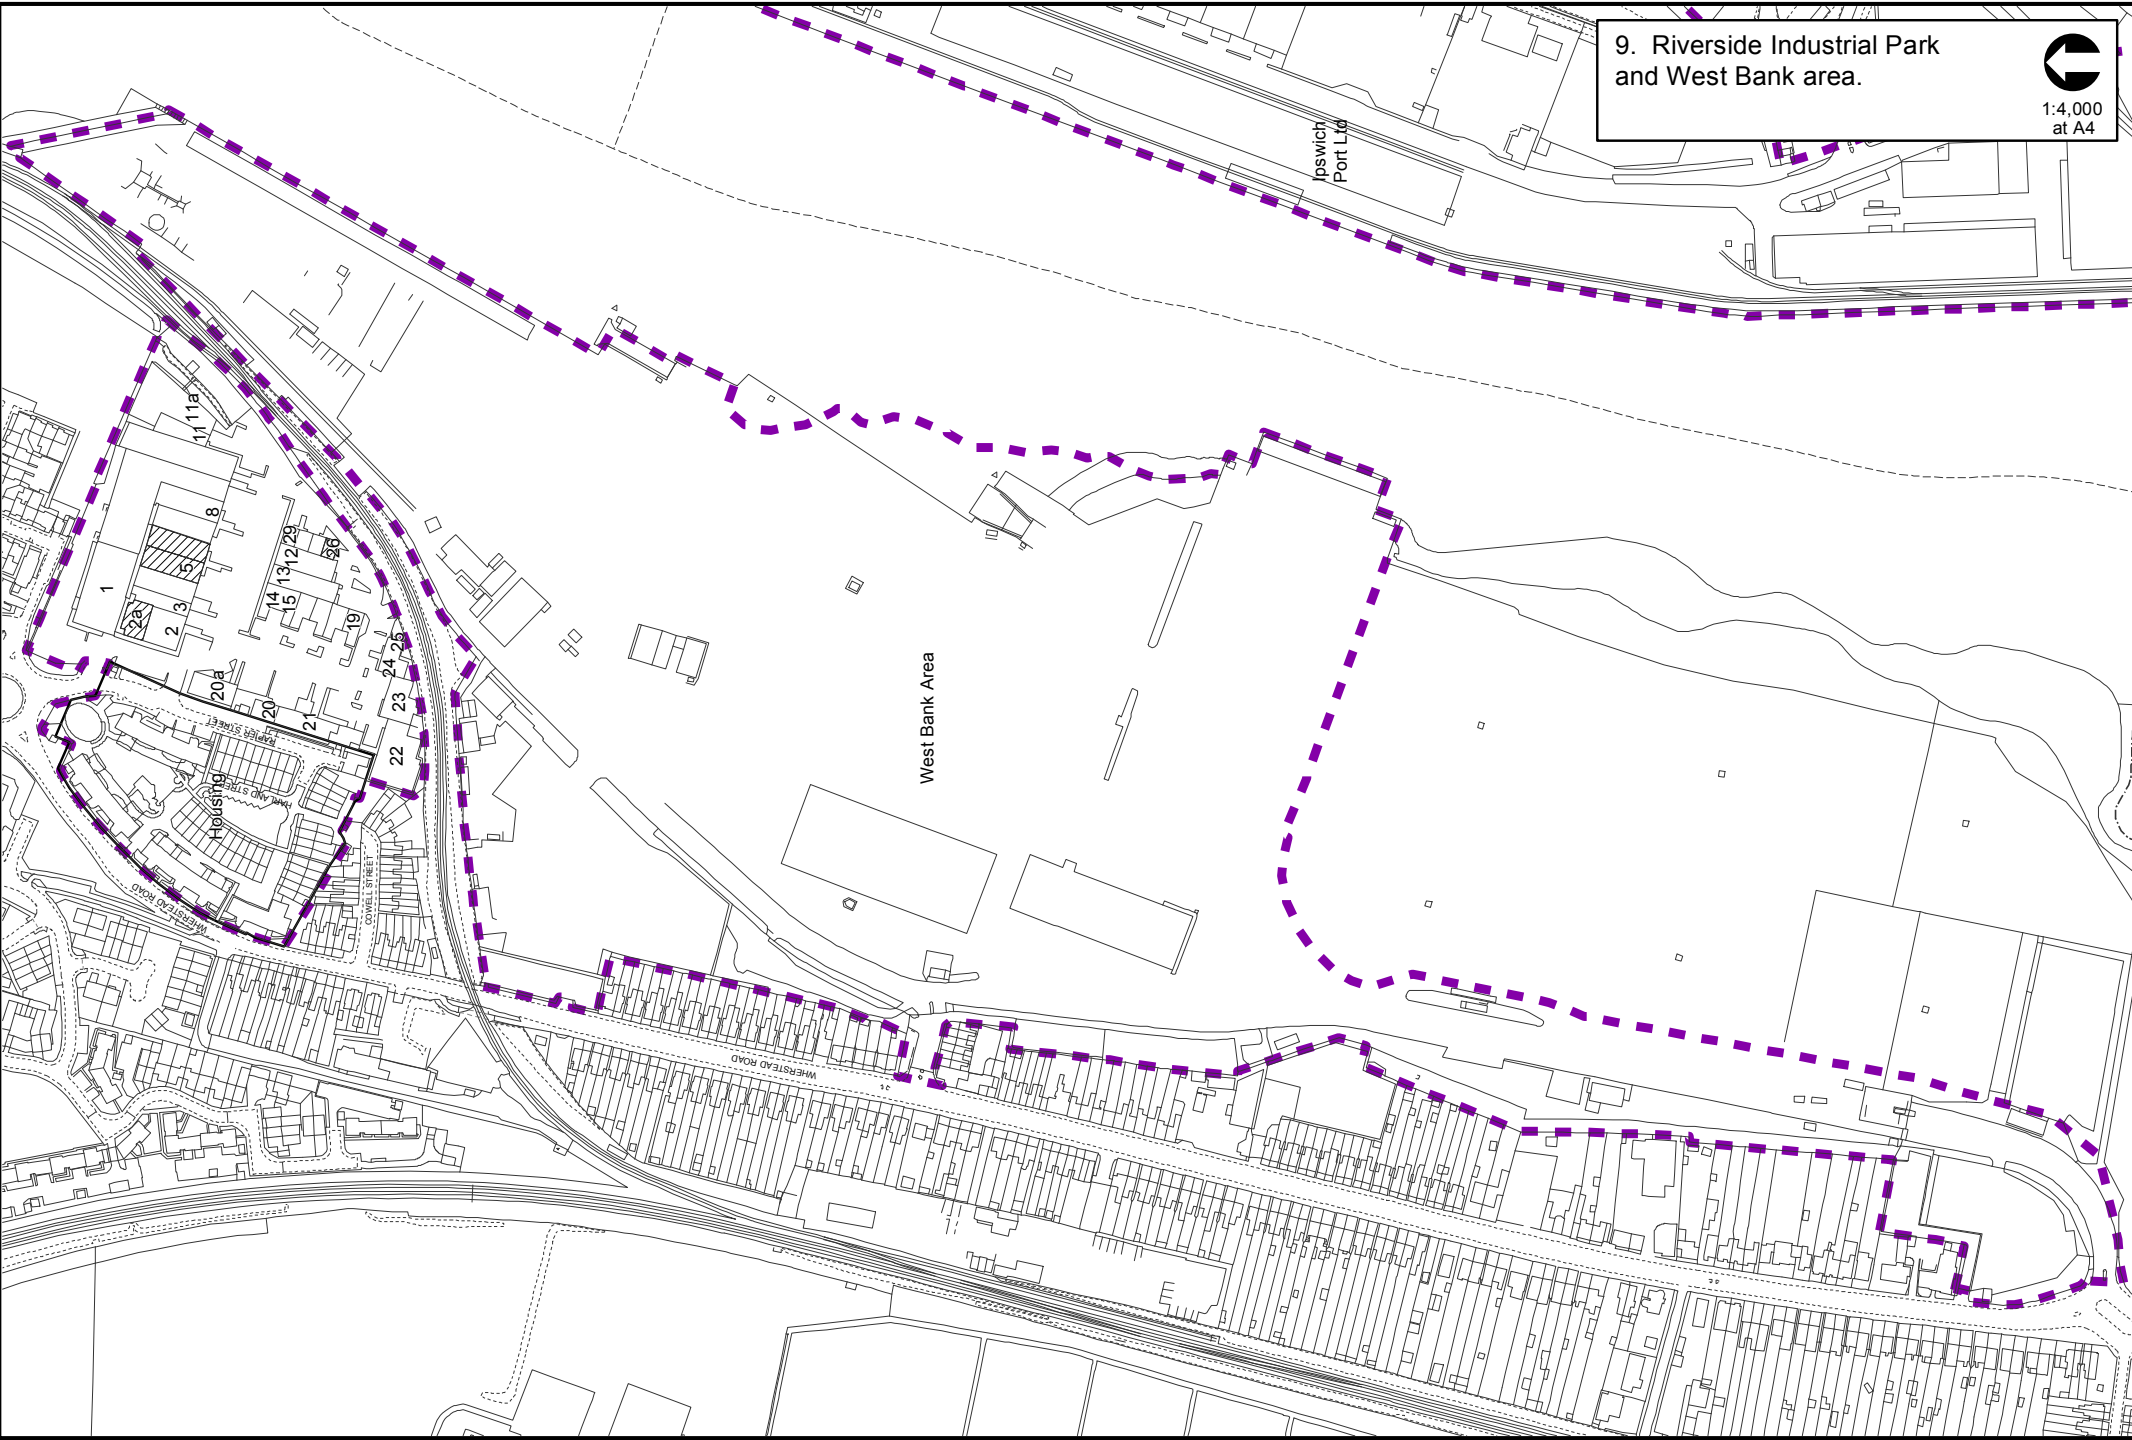 9. Riverside Industrial Park
and West Bank area.
1:4,000
at A4
Ipswich
Port Ltd
11a
11
8
29
12
26
13
5
1
14
15
3
2a
2
19
25
24
20a
23
20
21
22
RAPIER STREET
HARLAND STREET
Housing
West Bank Area
COWELL STREET
WHERSTEAD ROAD
WHERSTEAD ROAD